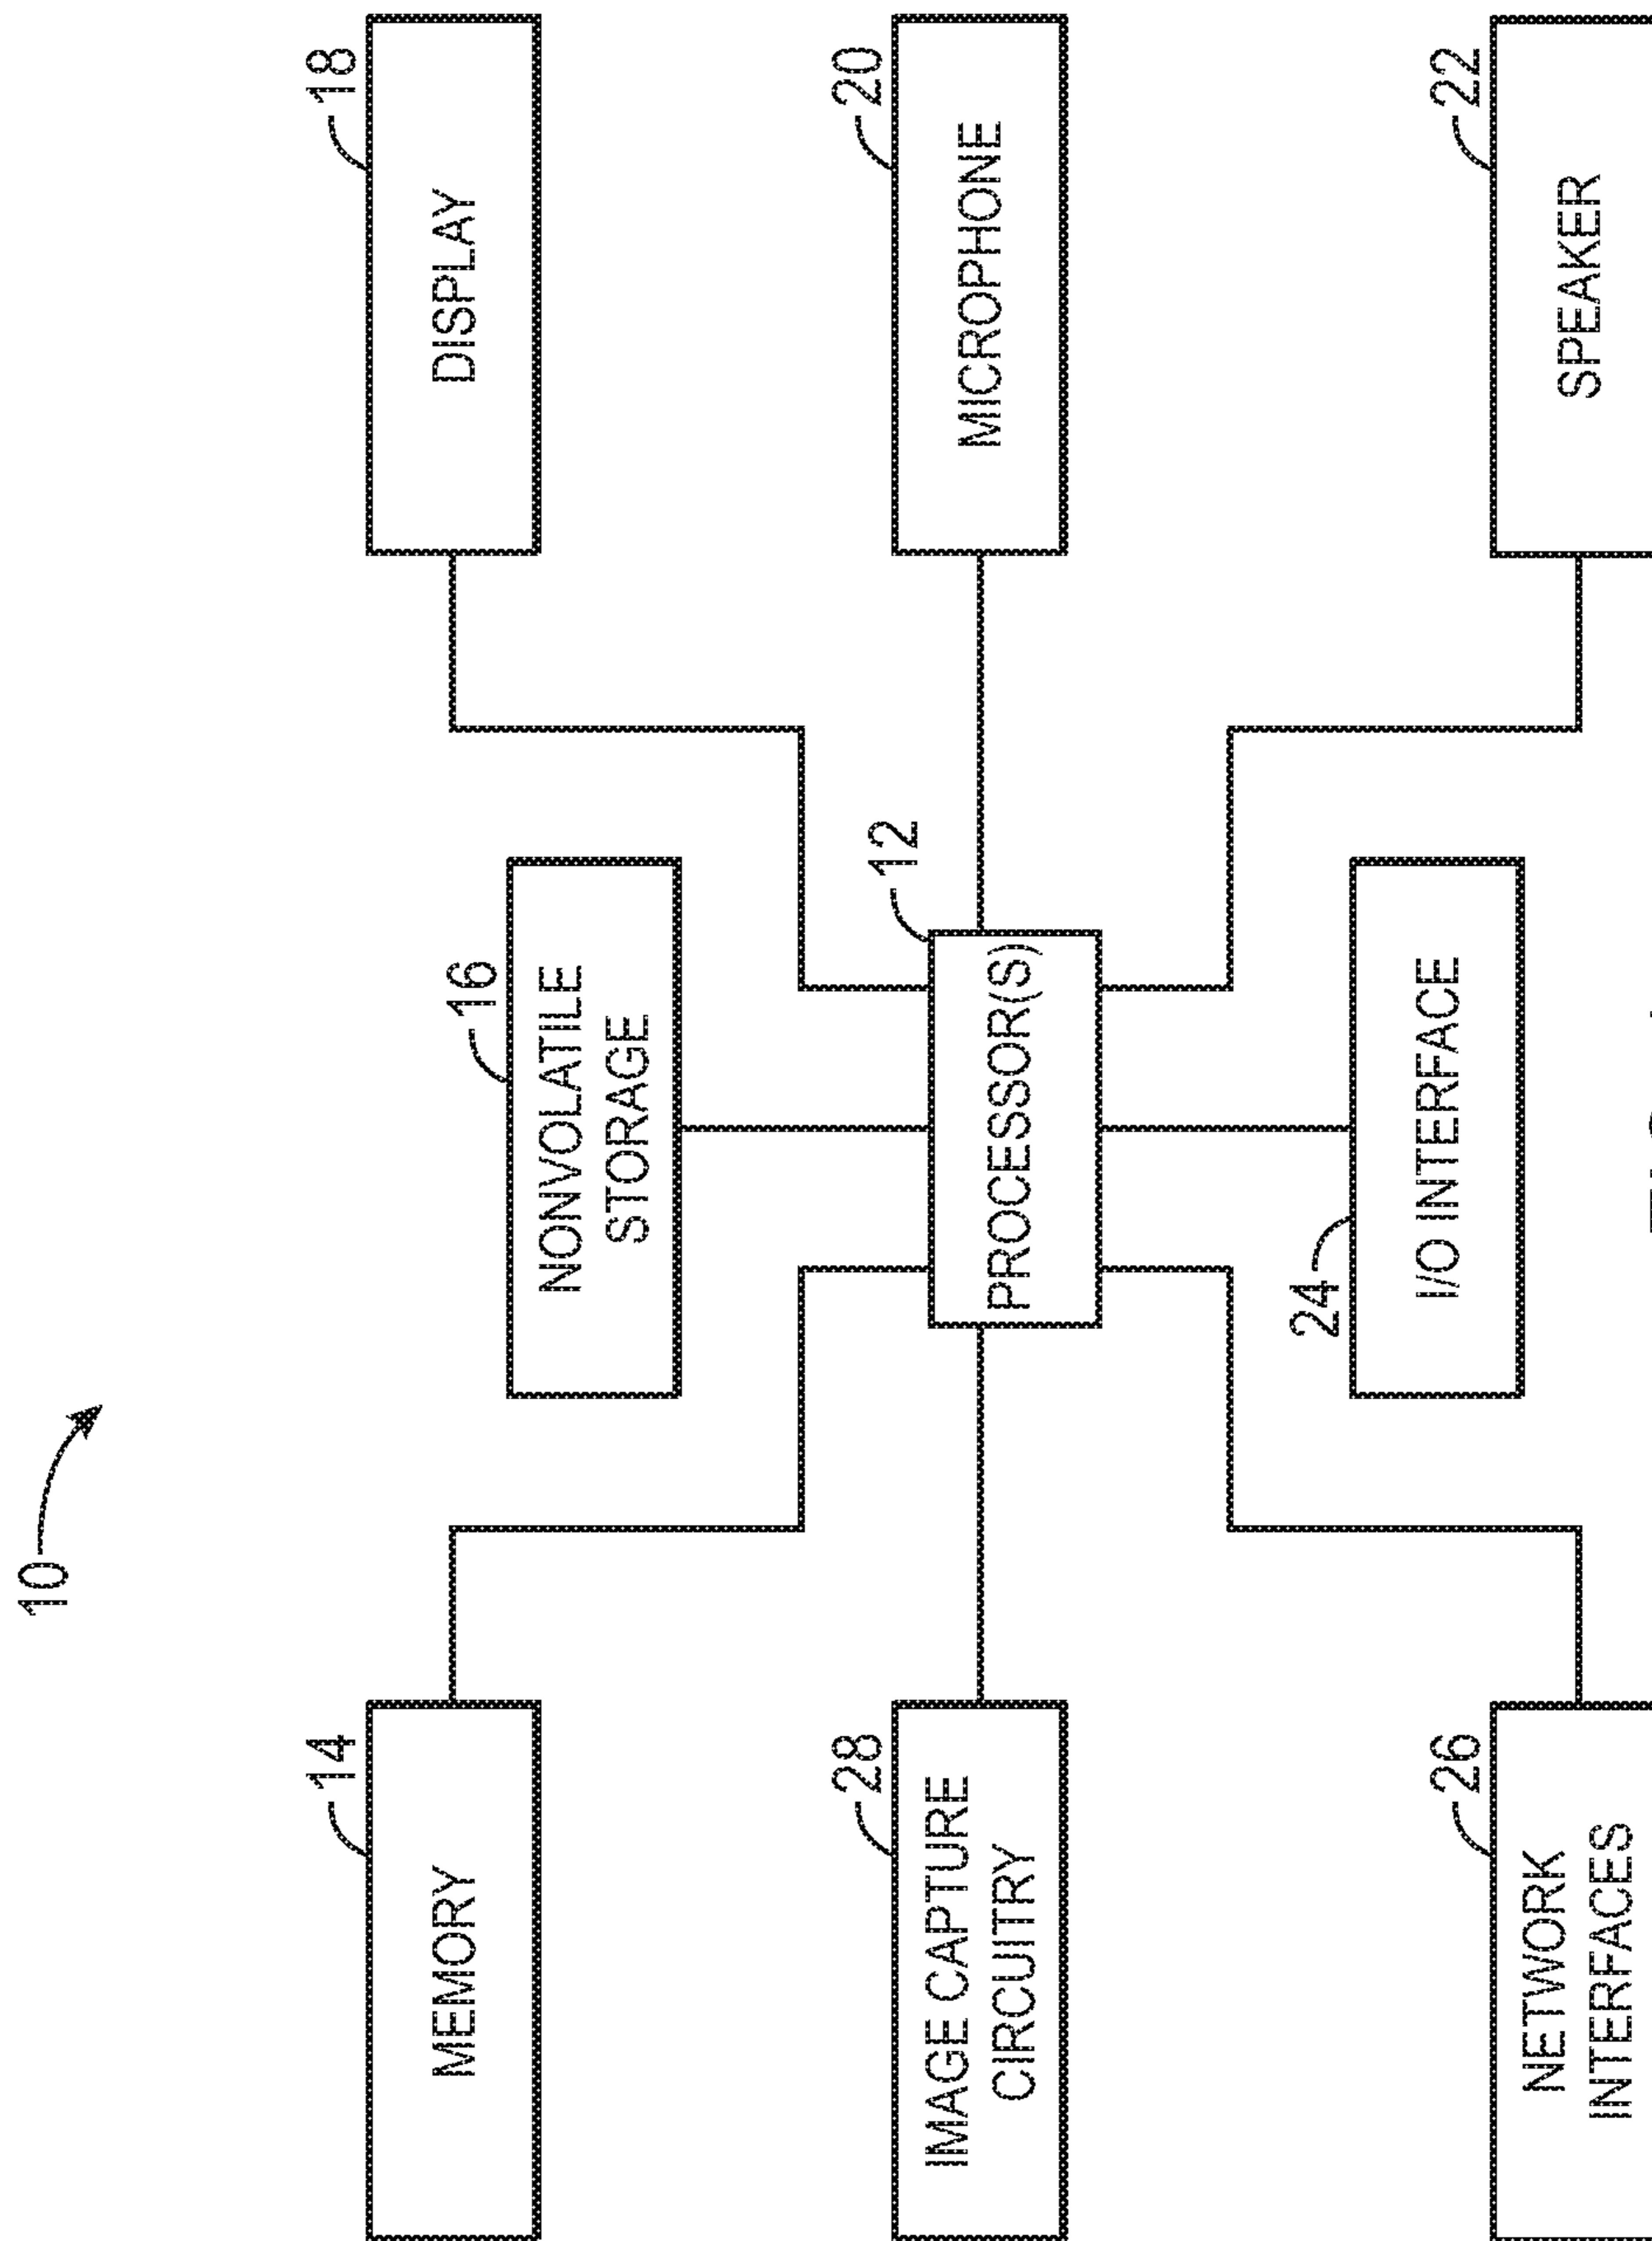 10
14
MEMORY
16
NONVOLATILE
STORAGE
18
DISPLAY
28
IMAGE CAPTURE
CIRCUITRY
12
PROCESSOR(S)
20
MICROPHONE
26
NETWORK
INTERFACES
24
I/O INTERFACE
22
SPEAKER